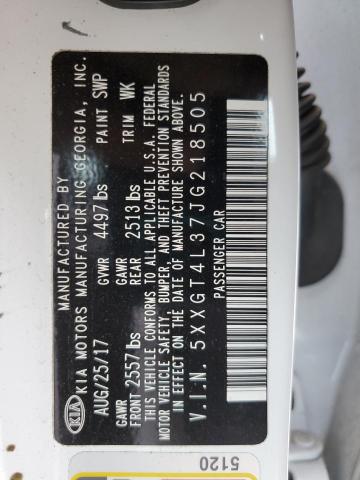 MANUFACTURED BY
KIA MOTORS MANUFACTURING GEORGIA, INC.
AUG/25/17 GVWR 4497 lbs PAINT SWP
GAWR FRONT 2557 lbs GAWR REAR 2513 lbs TRIM WK
THIS VEHICLE CONFORMS TO ALL APPLICABLE U.S.A. FEDERAL
MOTOR VEHICLE SAFETY, BUMPER, AND THEFT PREVENTION STANDARDS
IN EFFECT ON THE DATE OF MANUFACTURE SHOWN ABOVE.
V.I.N. 5XXGT4L37JG218505
PASSENGER CAR
KIA
5120